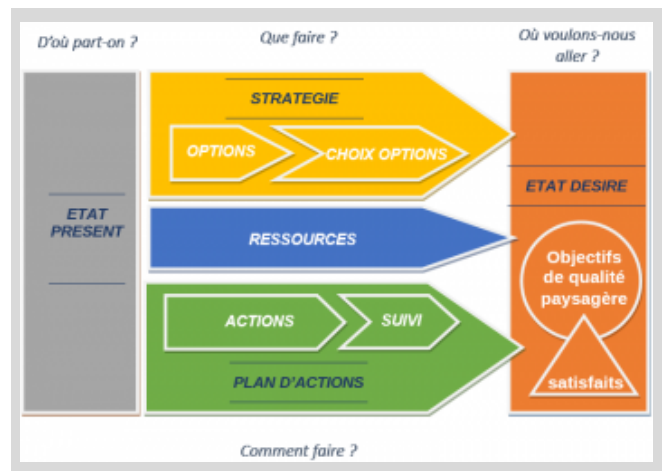 D'où part-on ?
Que faire ?
Où voulons-nous
aller ?
STRATEGIE
OPTIONS
CHOIX OPTIONS
ETAT
PRESENT
RESSOURCES
ACTIONS
SUIVI
PLAN D'ACTIONS
ETAT DESIRE
Objectifs
de qualité
paysagère
satisfaits
Comment faire ?